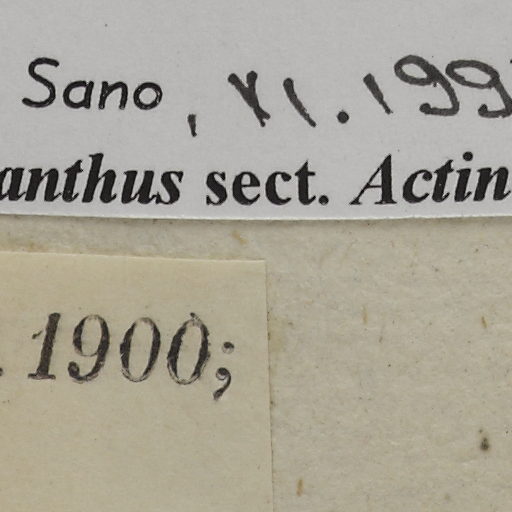 Sano, XI.199
anthus sect. Actin
. 1900;